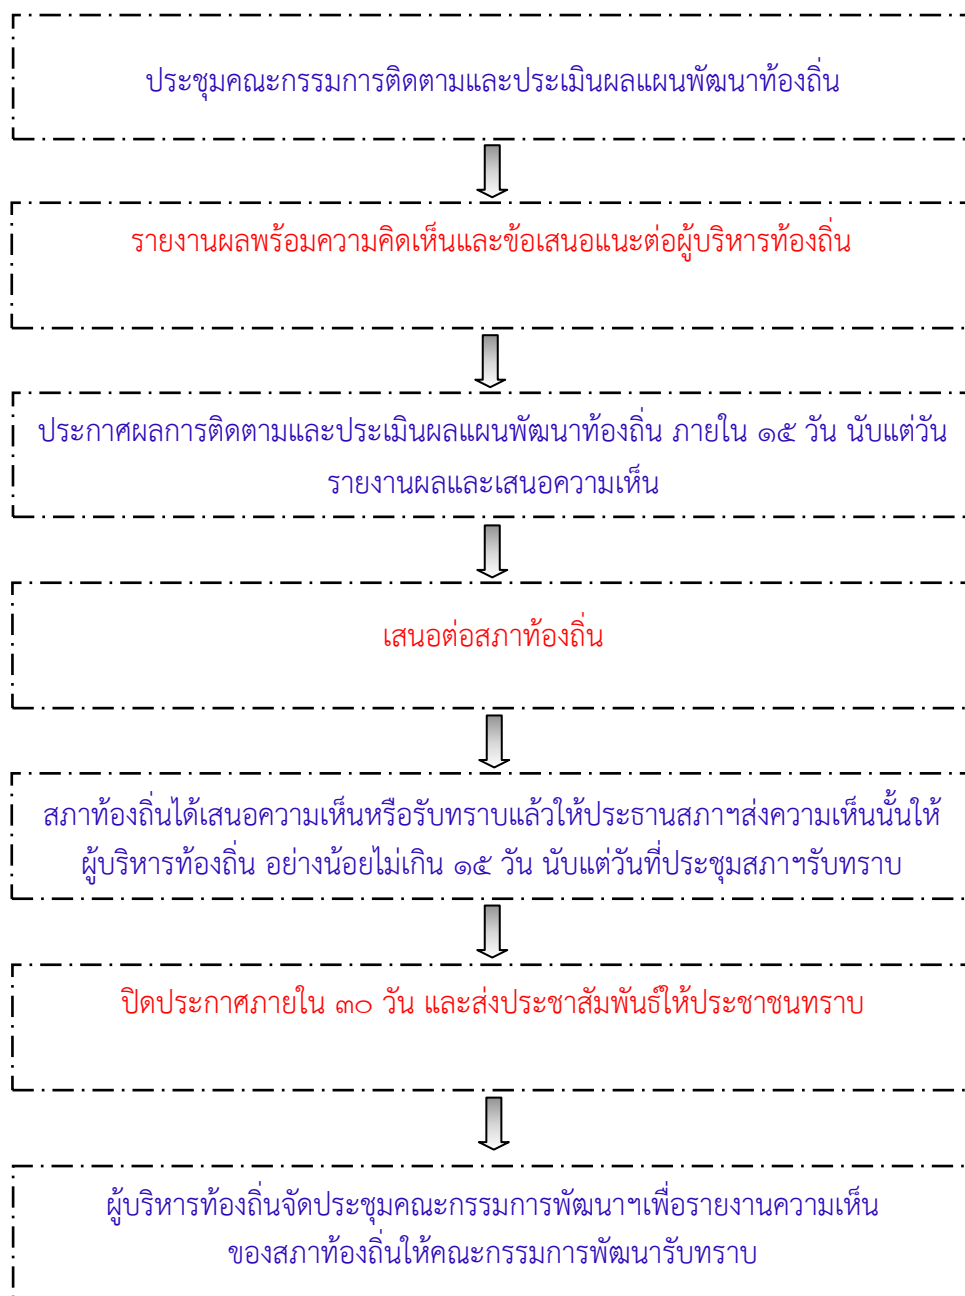 ประชุมคณะกรรมการติดตามและประเมินผลแผนพัฒนาท้องถิ่น
รายงานผลพร้อมความคิดเห็นและข้อเสนอแนะต่อผู้บริหารท้องถิ่น
ประกาศผลการติดตามและประเมินผลแผนพัฒนาท้องถิ่น ภายใน ๑๕ วัน นับแต่วัน
รายงานผลและเสนอความเห็น
เสนอต่อสภาท้องถิ่น
สภาท้องถิ่นได้เสนอความเห็นหรือรับทราบแล้วให้ประธานสภาฯส่งความเห็นนั้นให้
ผู้บริหารท้องถิ่น อย่างน้อยไม่เกิน ๑๕ วัน นับแต่วันที่ประชุมสภาฯรับทราบ
ปิดประกาศภายใน ๓๐ วัน และส่งประชาสัมพันธ์ให้ประชาชนทราบ
ผู้บริหารท้องถิ่นจัดประชุมคณะกรรมการพัฒนาฯเพื่อรายงานความเห็น
ของสภาท้องถิ่นให้คณะกรรมการพัฒนารับทราบ